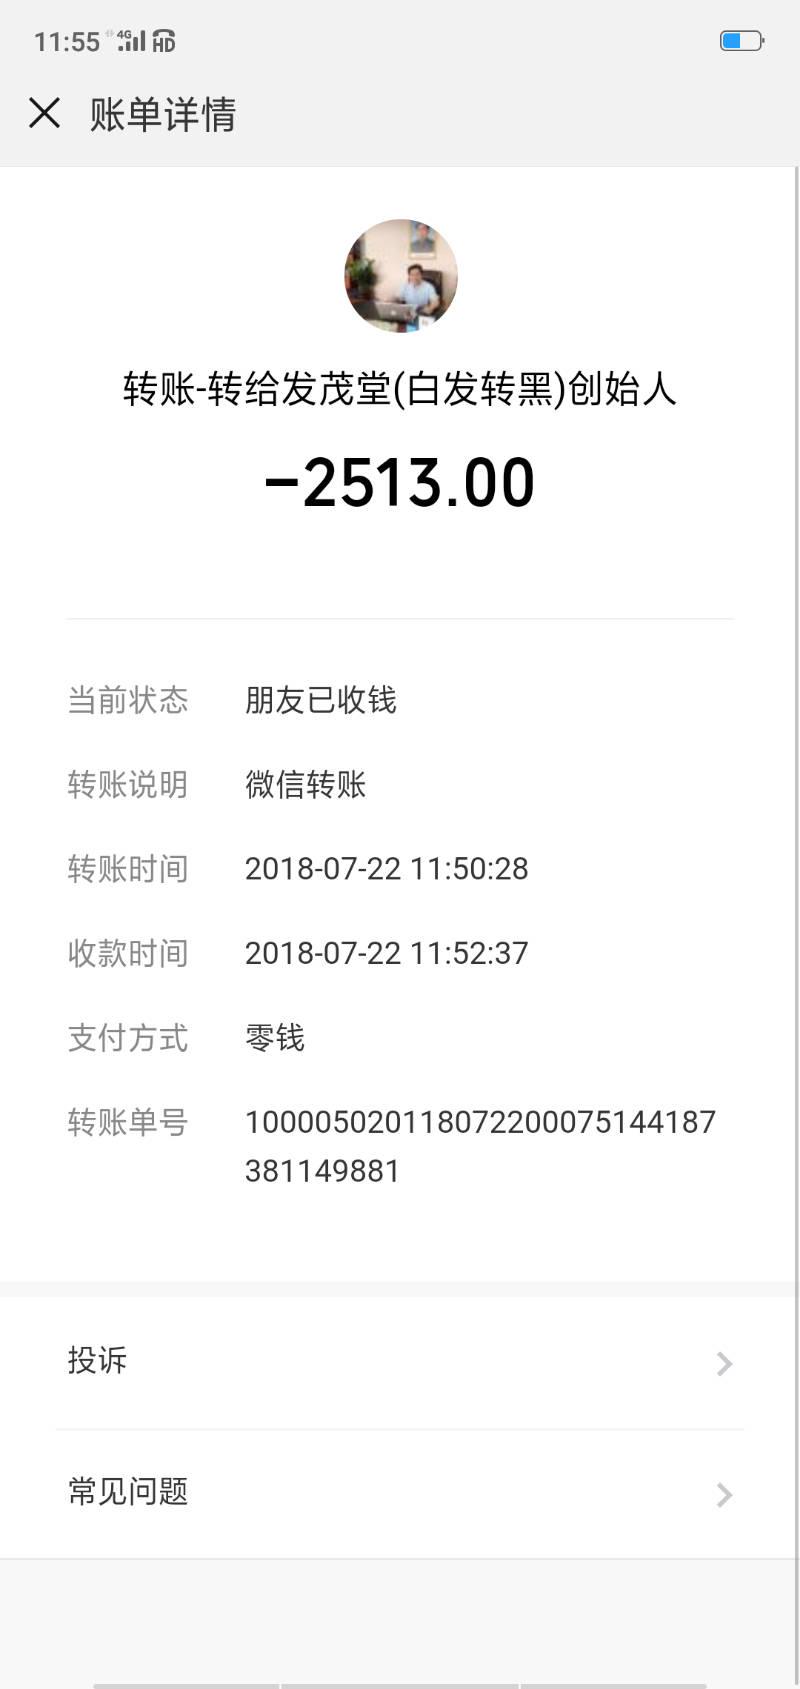 11:55 4G HD
账单详情
转账-转给发茂堂(白发转黑)创始人
-2513.00
当前状态 朋友已收钱
转账说明 微信转账
转账时间 2018-07-22 11:50:28
收款时间 2018-07-22 11:52:37
支付方式 零钱
转账单号 100005020118072200075144187
381149881
投诉
常见问题